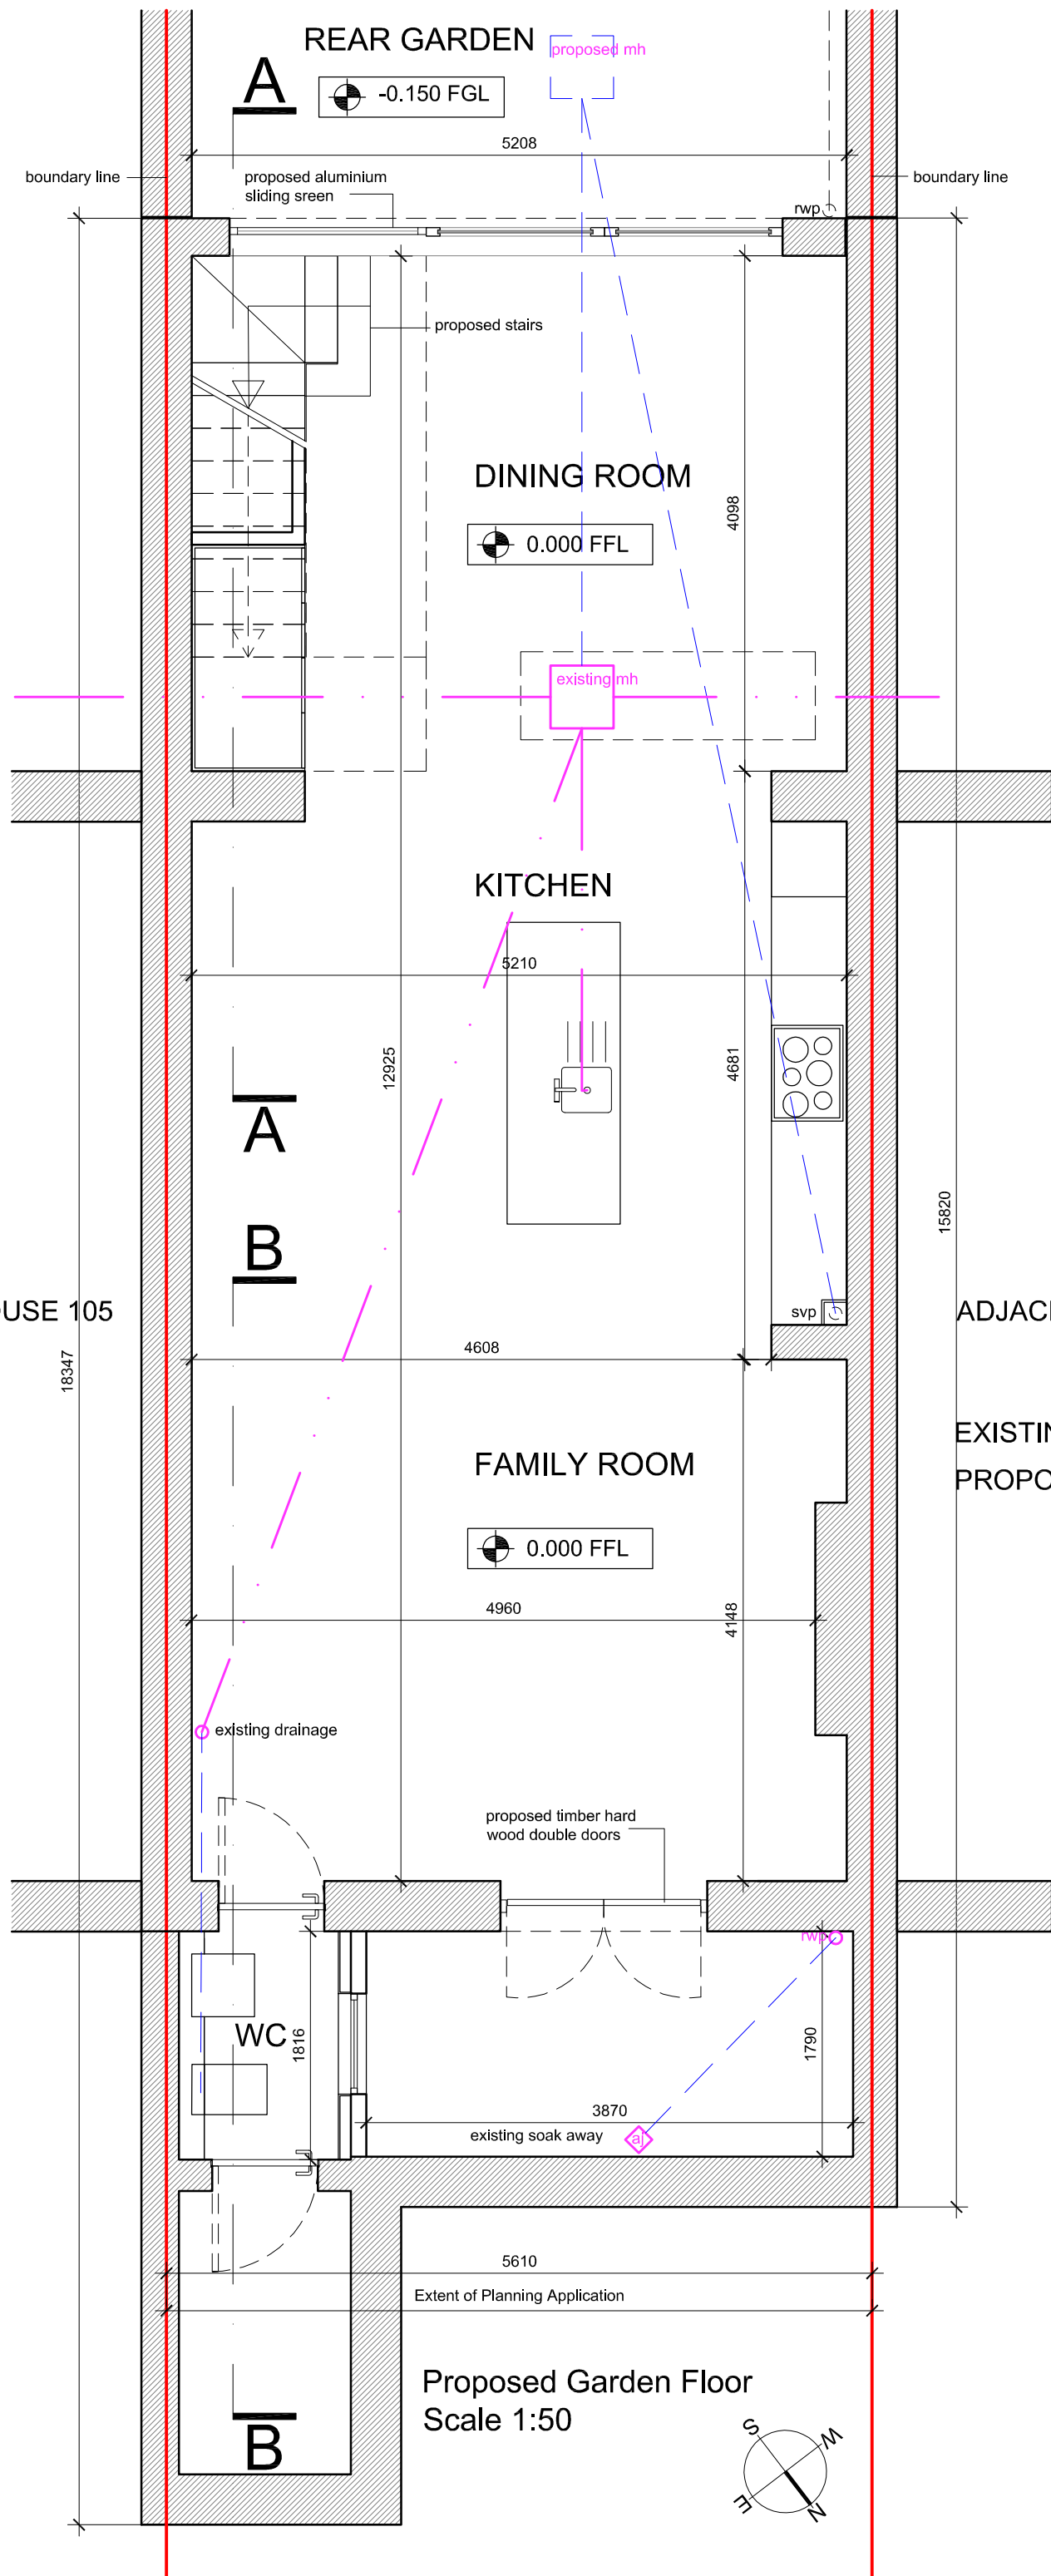 REAR GARDEN
proposed mh
A
-0.150 FGL
5208
boundary line
proposed aluminium
sliding sreen
boundary line
rwp
proposed stairs
DINING ROOM
4098
0.000 FFL
existing mh
KITCHEN
5210
12925
4681
A
B
15820
USE 105
svp
ADJAC
4608
18347
EXISTIN
FAMILY ROOM
PROPO
0.000 FFL
4960
4148
existing drainage
proposed timber hard
wood double doors
rwp
WC
1816
1790
3870
existing soak away
aj
5610
Extent of Planning Application
Proposed Garden Floor
Scale 1:50
B
S
W
E
N